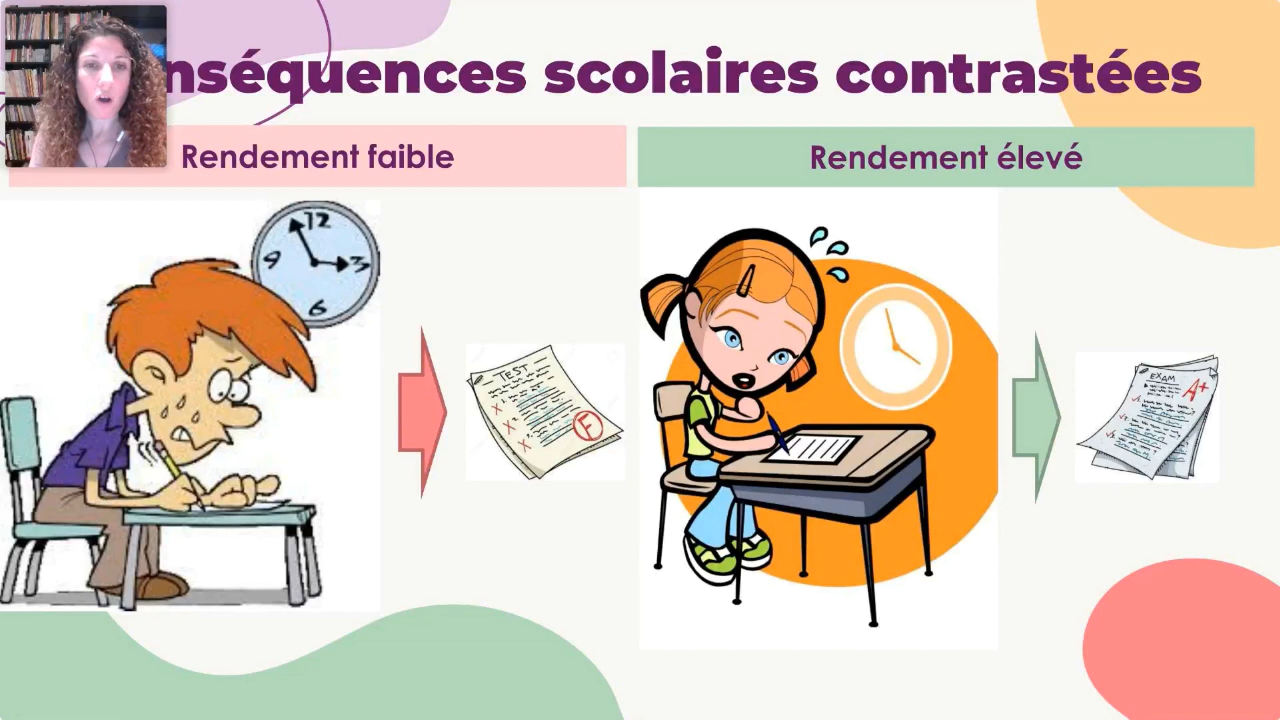 nséquences scolaires contrastées
Rendement faible
Rendement élevé
12
9
3
6
TEST
F
EXAM
A+